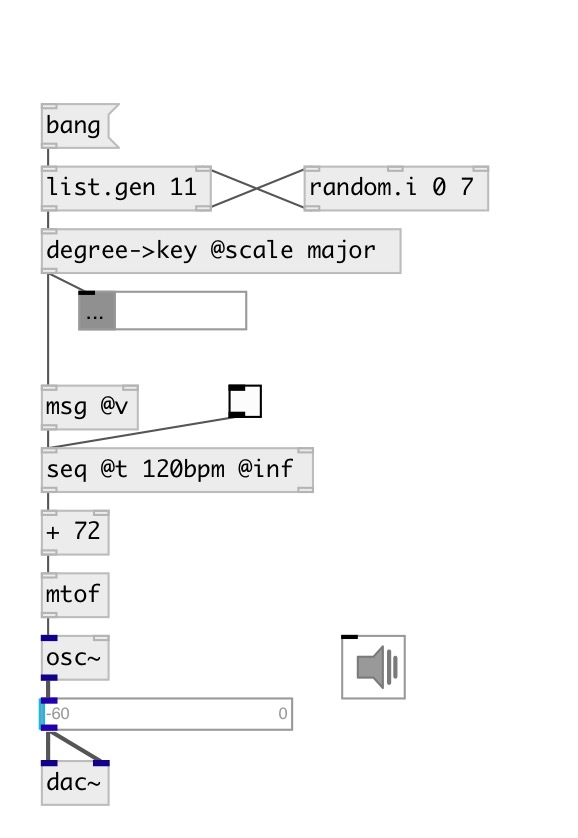 bang
list.gen 11
random.i 0 7
degree->key @scale major
...
msg @v
seq @t 120bpm @inf
+ 72
mtof
osc~
-60 0
dac~